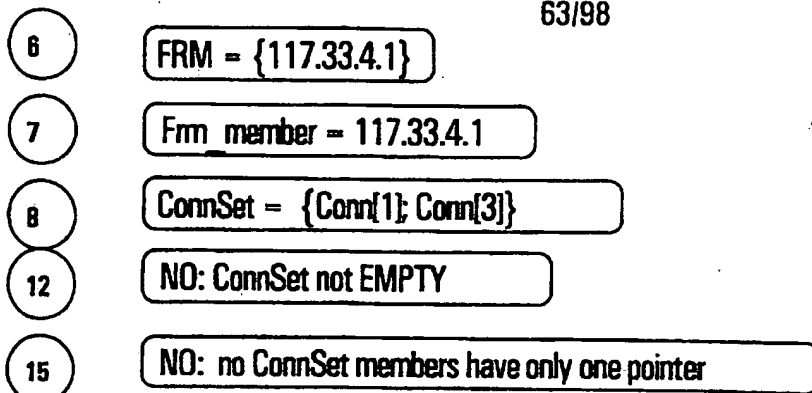 63/98
6 FRM = {117.33.4.1}
7 Frm_member = 117.33.4.1
8 ConnSet = {Conn[1]; Conn[3]}
12 NO: ConnSet not EMPTY
15 NO: no ConnSet members have only one pointer